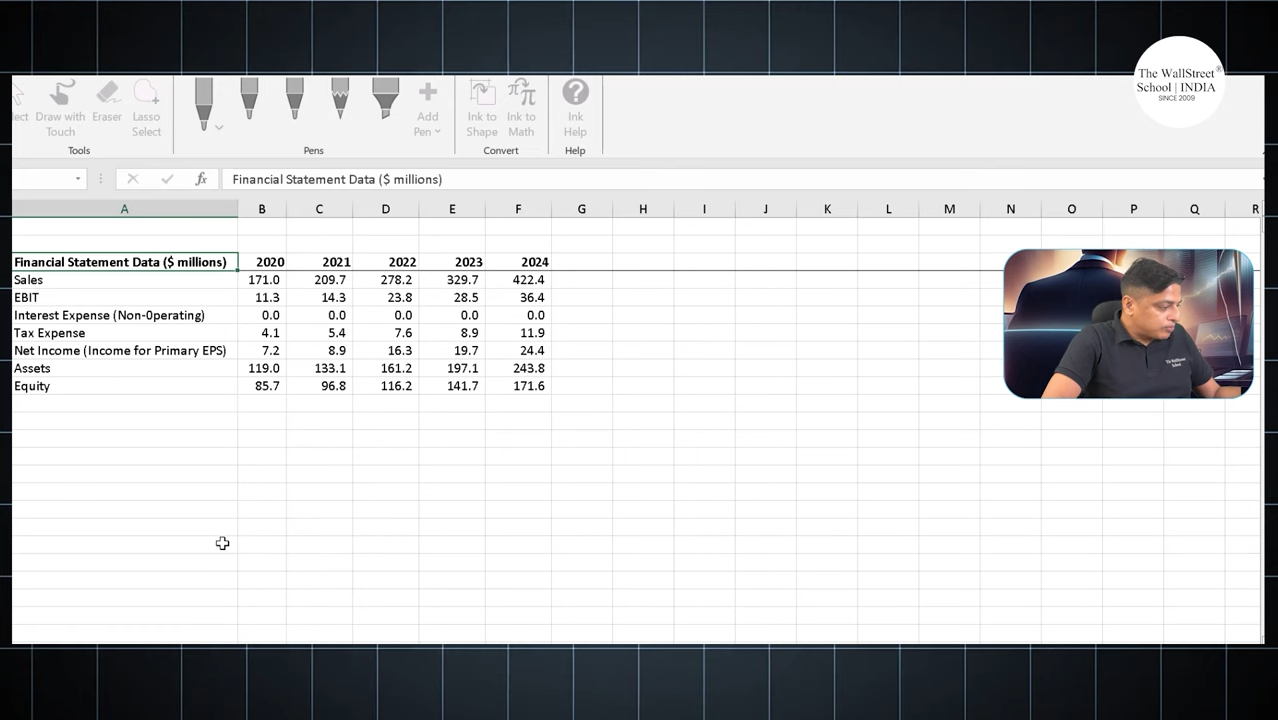 The WallStreet®
School | INDIA
SINCE 2009
ect
Draw with Touch
Eraser
Lasso Select
Add Pen
Ink to Shape
Ink to Math
Ink Help
Tools
Pens
Convert
Help
fx Financial Statement Data ($ millions)
A B C D E F G H I J K L M N O P Q R
Financial Statement Data ($ millions) 2020 2021 2022 2023 2024
Sales 171.0 209.7 278.2 329.7 422.4
EBIT 11.3 14.3 23.8 28.5 36.4
Interest Expense (Non-0perating) 0.0 0.0 0.0 0.0 0.0
Tax Expense 4.1 5.4 7.6 8.9 11.9
Net Income (Income for Primary EPS) 7.2 8.9 16.3 19.7 24.4
Assets 119.0 133.1 161.2 197.1 243.8
Equity 85.7 96.8 116.2 141.7 171.6